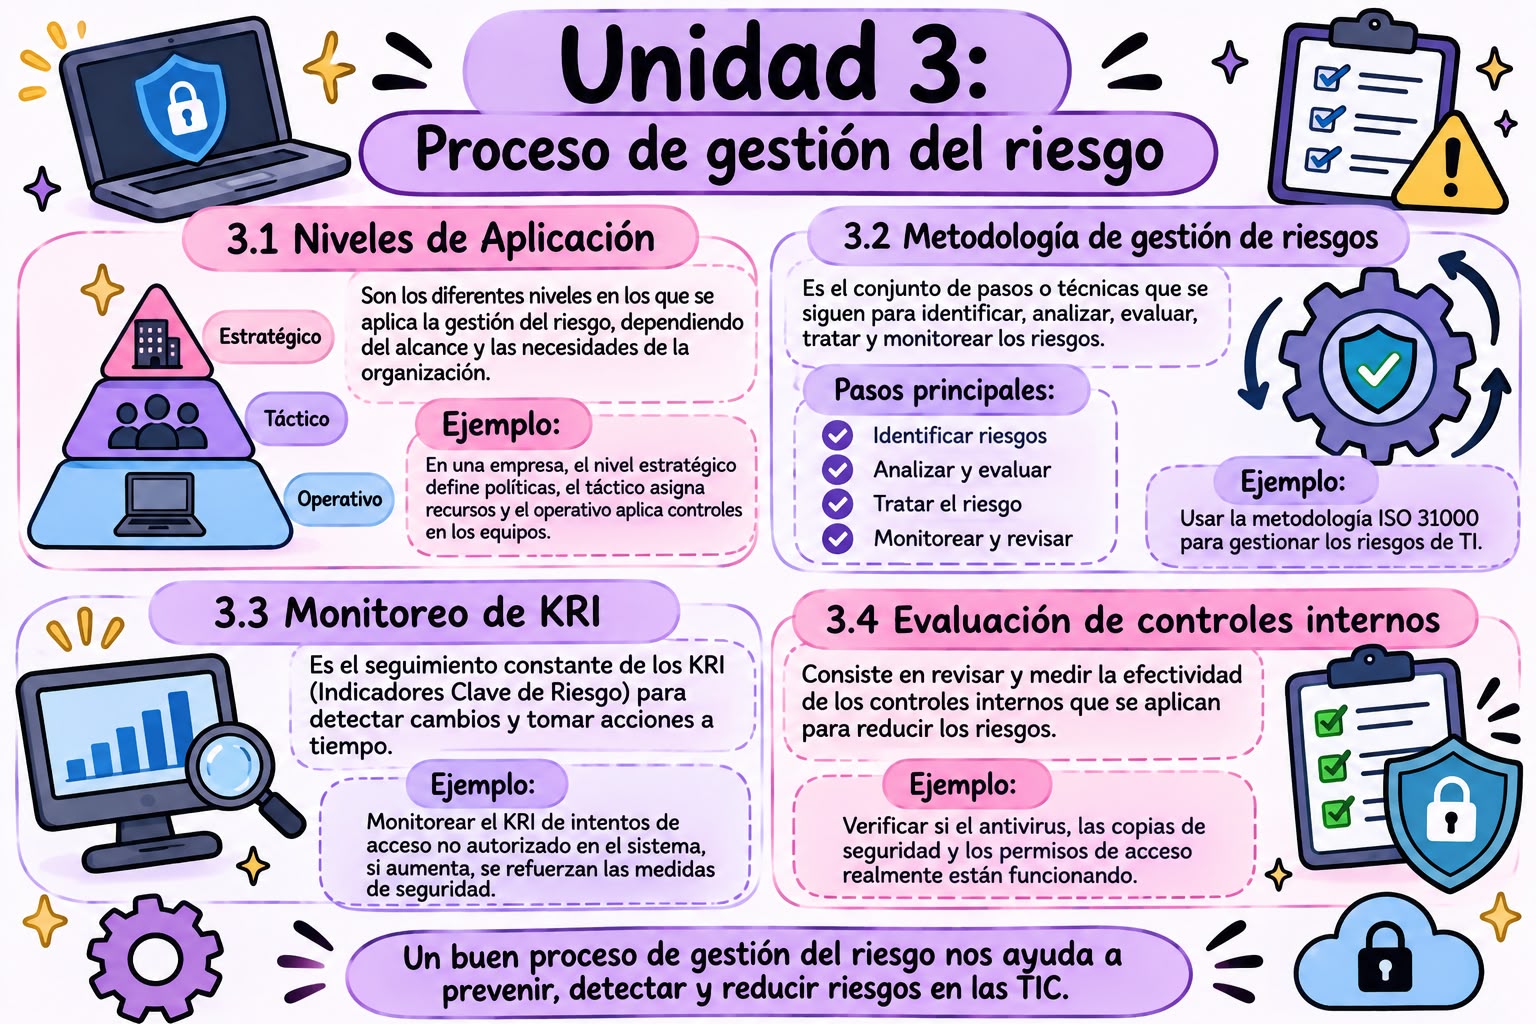 Unidad 3:
Proceso de gestión del riesgo
3.1 Niveles de Aplicación
Estratégico
Táctico
Operativo
Son los diferentes niveles en los que se
aplica la gestión del riesgo, dependiendo
del alcance y las necesidades de la
organización.
Ejemplo:
En una empresa, el nivel estratégico
define políticas, el táctico asigna
recursos y el operativo aplica controles
en los equipos.
3.2 Metodología de gestión de riesgos
Es el conjunto de pasos o técnicas que se
siguen para identificar, analizar, evaluar,
tratar y monitorear los riesgos.
Pasos principales:
Identificar riesgos
Analizar y evaluar
Tratar el riesgo
Monitorear y revisar
Ejemplo:
Usar la metodología ISO 31000
para gestionar los riesgos de TI.
3.3 Monitoreo de KRI
Es el seguimiento constante de los KRI
(Indicadores Clave de Riesgo) para
detectar cambios y tomar acciones a
tiempo.
Ejemplo:
Monitorear el KRI de intentos de
acceso no autorizado en el sistema,
si aumenta, se refuerzan las medidas
de seguridad.
3.4 Evaluación de controles internos
Consiste en revisar y medir la efectividad
de los controles internos que se aplican
para reducir los riesgos.
Ejemplo:
Verificar si el antivirus, las copias de
seguridad y los permisos de acceso
realmente están funcionando.
Un buen proceso de gestión del riesgo nos ayuda a
prevenir, detectar y reducir riesgos en las TIC.